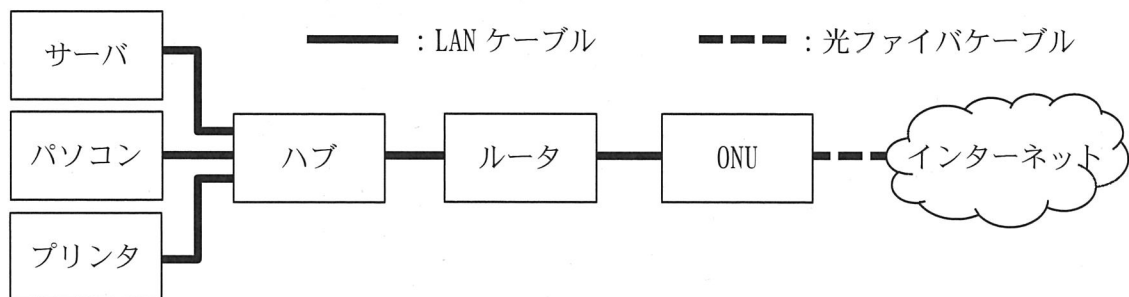 サーバ
:LAN ケーブル
:光ファイバケーブル
パソコン
ハブ
ルータ
ONU
インターネット
プリンタ